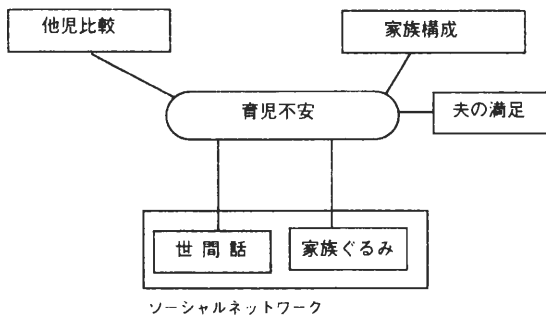 他児比較
家族構成
育児不安
夫の満足
世間話
家族ぐるみ
ソーシャルネットワーク